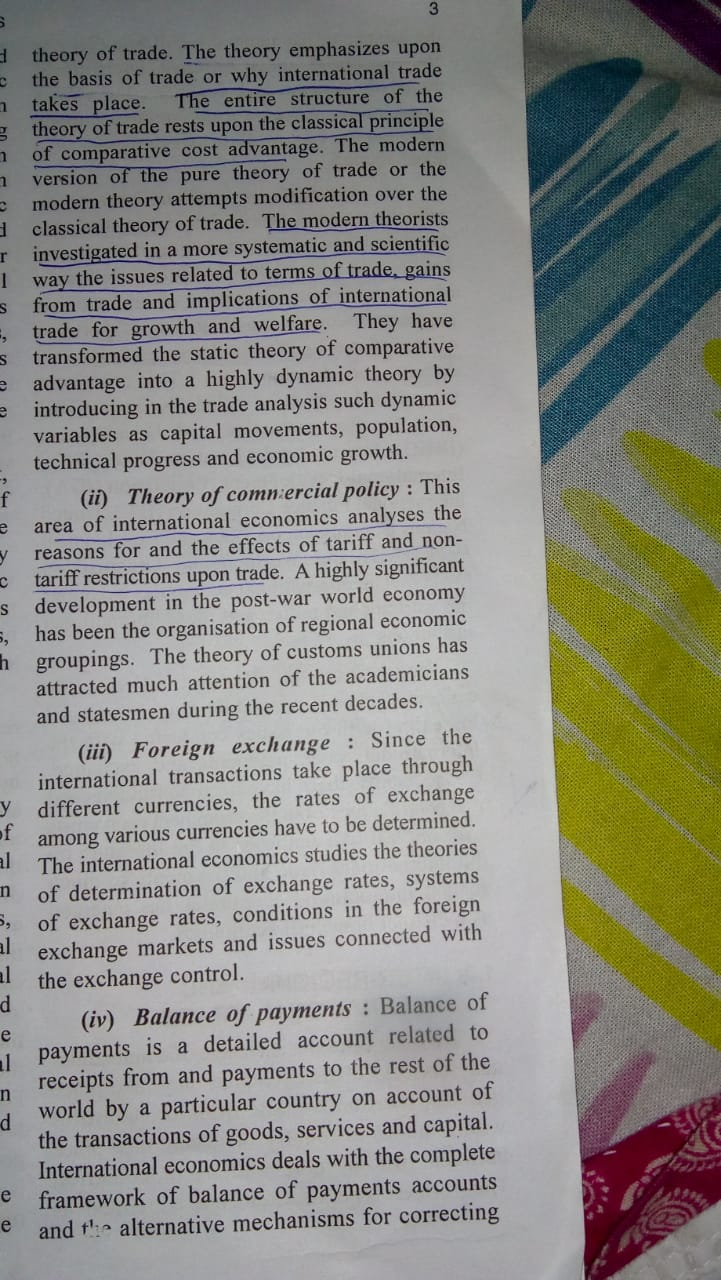 3
theory of trade. The theory emphasizes upon
the basis of trade or why international trade
takes place. The entire structure of the
theory of trade rests upon the classical principle
of comparative cost advantage. The modern
version of the pure theory of trade or the
modern theory attempts modification over the
classical theory of trade. The modern theorists
investigated in a more systematic and scientific
way the issues related to terms of trade, gains
from trade and implications of international
trade for growth and welfare. They have
transformed the static theory of comparative
advantage into a highly dynamic theory by
introducing in the trade analysis such dynamic
variables as capital movements, population,
technical progress and economic growth.
(ii) Theory of commercial policy : This
area of international economics analyses the
reasons for and the effects of tariff and non-
tariff restrictions upon trade. A highly significant
development in the post-war world economy
has been the organisation of regional economic
groupings. The theory of customs unions has
attracted much attention of the academicians
and statesmen during the recent decades.
(iii) Foreign exchange : Since the
international transactions take place through
different currencies, the rates of exchange
among various currencies have to be determined.
The international economics studies the theories
of determination of exchange rates, systems
of exchange rates, conditions in the foreign
exchange markets and issues connected with
the exchange control.
(iv) Balance of payments : Balance of
payments is a detailed account related to
receipts from and payments to the rest of the
world by a particular country on account of
the transactions of goods, services and capital.
International economics deals with the complete
framework of balance of payments accounts
and the alternative mechanisms for correcting